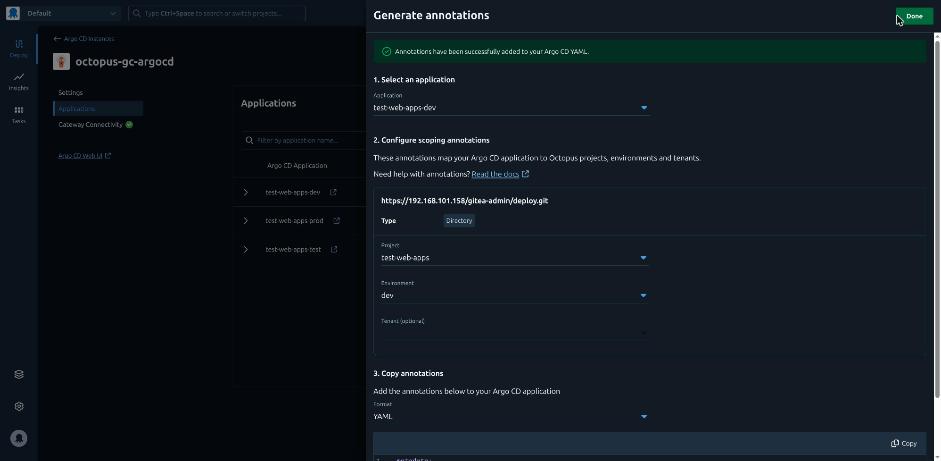 Default
Type Ctrl+Space to search or switch projects...
Generate annotations
Done
Deploy
Insights
Tasks
Argo CD Instances
octopus-gc-argocd
Settings
Applications
Gateway Connectivity
Argo CD Web UI
Applications
Filter by application name...
Argo CD Application
test-web-apps-dev
test-web-apps-prod
test-web-apps-test
Annotations have been successfully added to your Argo CD YAML.
1. Select an application
Application
test-web-apps-dev
2. Configure scoping annotations
These annotations map your Argo CD application to Octopus projects, environments and tenants.
Need help with annotations? Read the docs
https://192.168.101.158/gitea-admin/deploy.git
Type
Directory
Project
test-web-apps
Environment
dev
Tenant (optional)
3. Copy annotations
Add the annotations below to your Argo CD application
Format
YAML
Copy